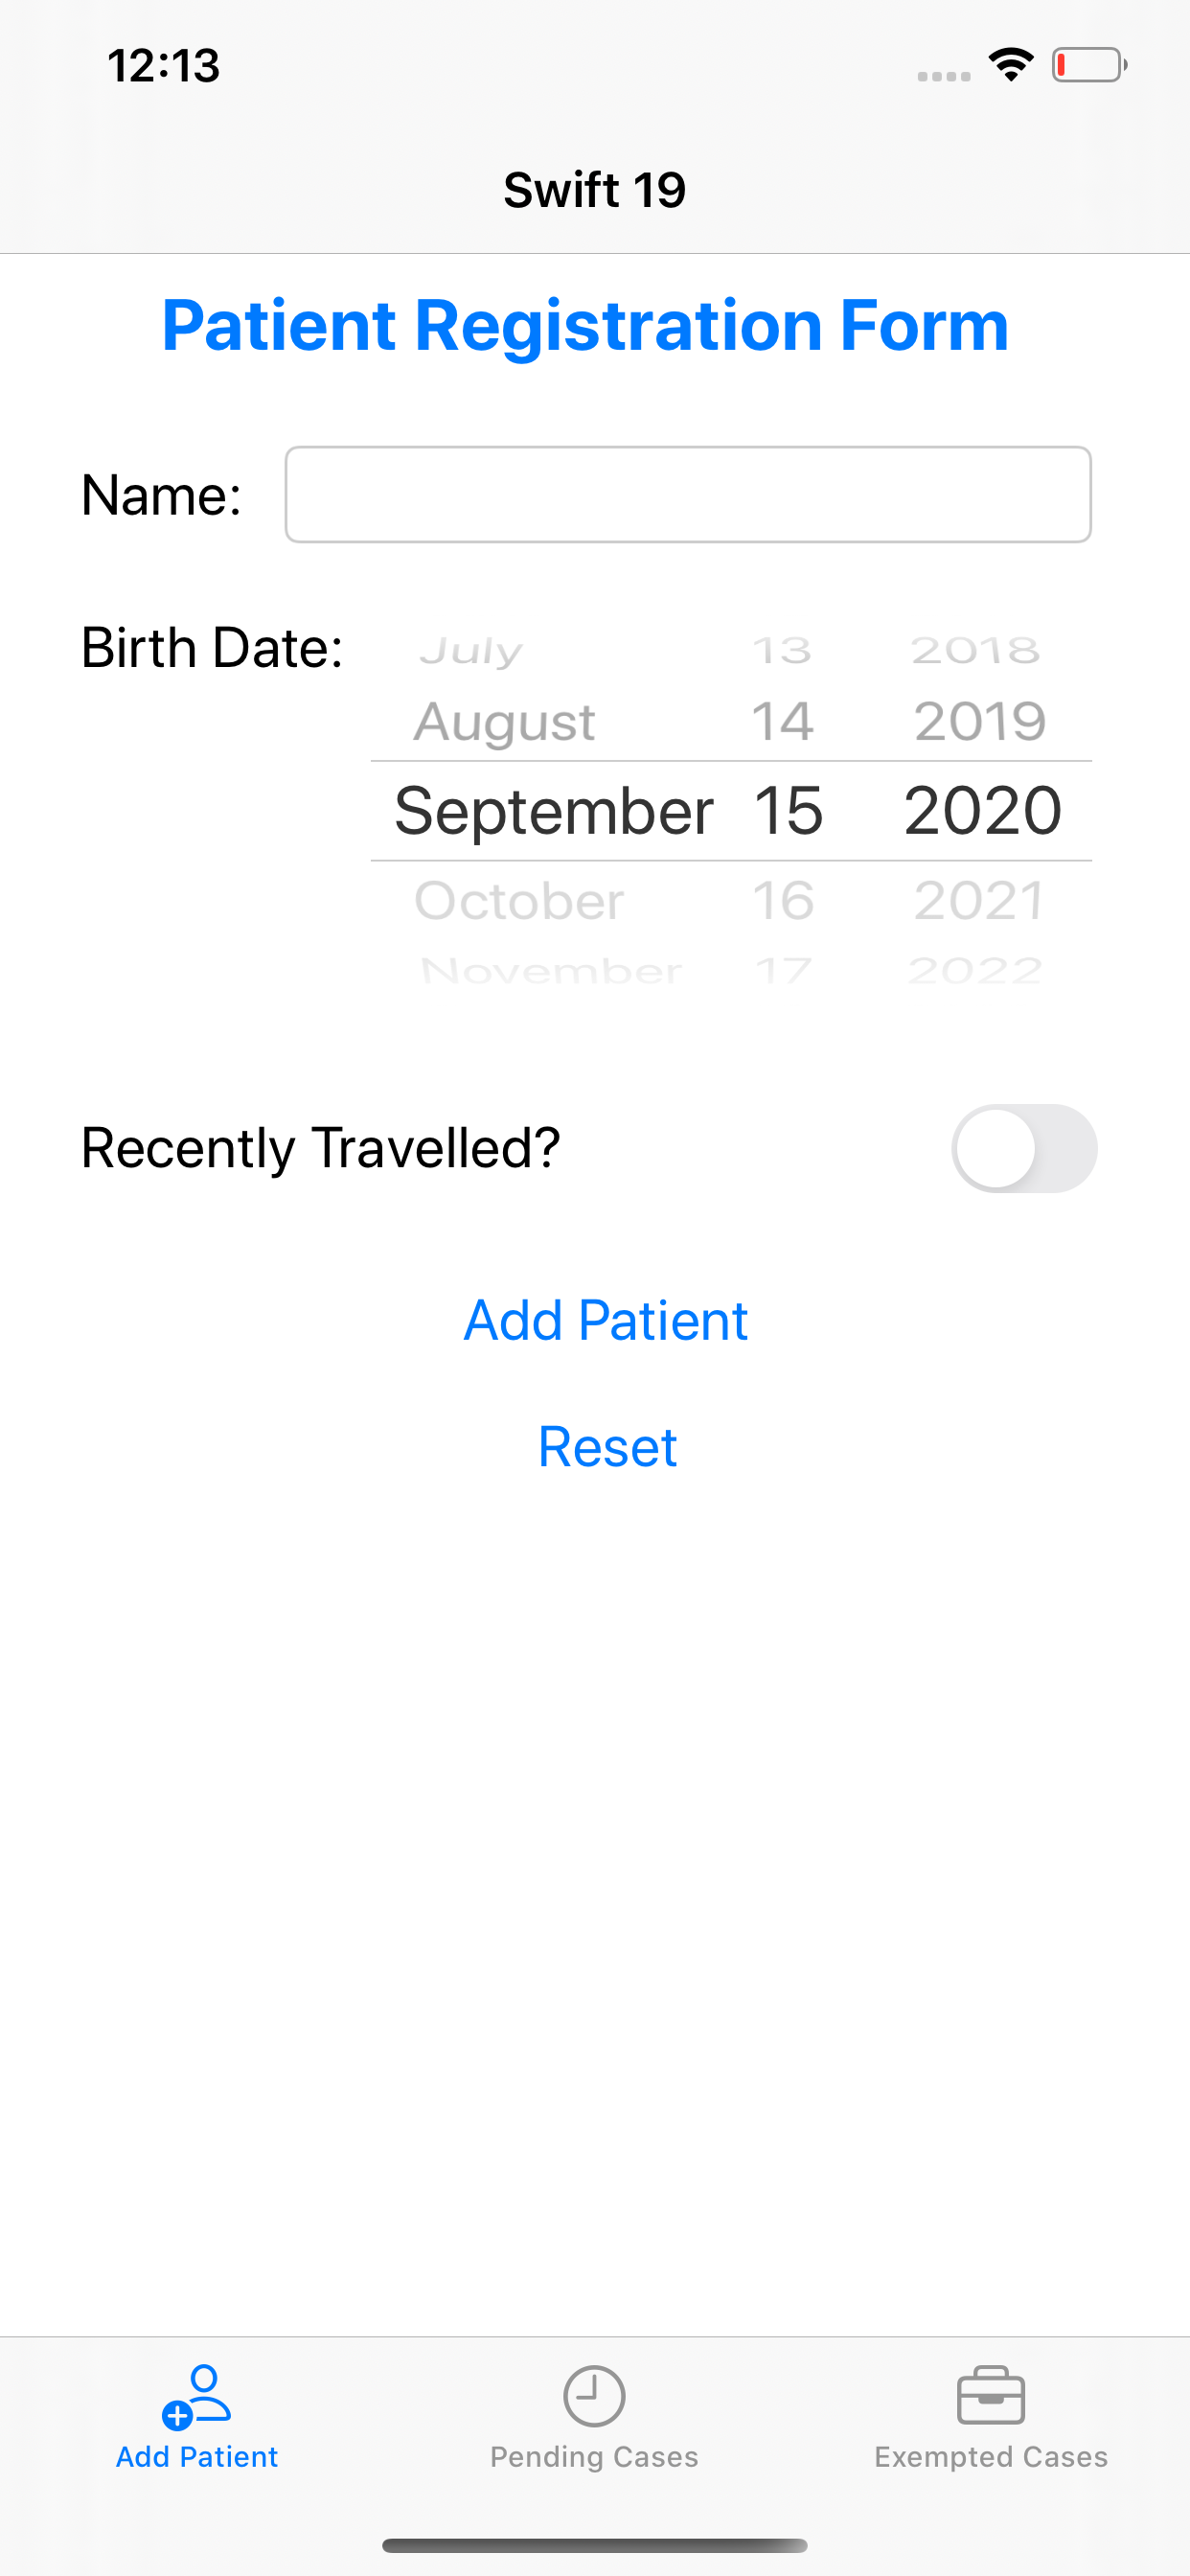 12:13
Swift 19
Patient Registration Form
Name:
Birth Date:
July 13 2018
August 14 2019
September 15 2020
October 16 2021
November 17 2022
Recently Travelled?
Add Patient
Reset
Add Patient
Pending Cases
Exempted Cases